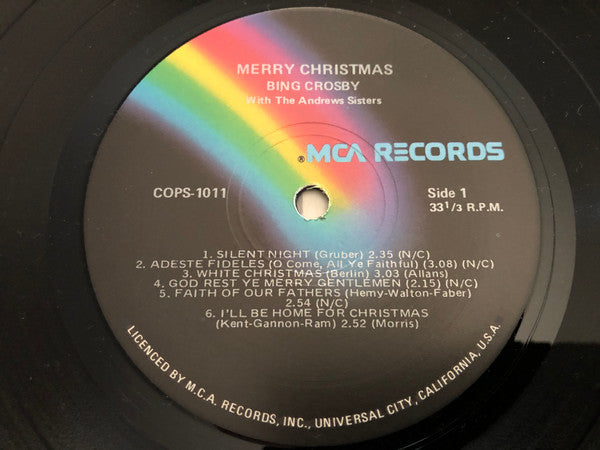 MERRY CHRISTMAS
BING CROSBY
With The Andrews Sisters
®MCA RECORDS
COPS-1011
Side 1
33 1/3 R.P.M.
1. SILENT NIGHT (Gruber) 2.35 (N/C)
2. ADESTE FIDELES (O Come, All Ye Faithful) (3.08) (N/C)
3. WHITE CHRISTMAS (Berlin) 3.03 (Allans)
4. GOD REST YE MERRY GENTLEMEN (2.15) (N/C)
5. FAITH OF OUR FATHERS (Hemy-Walton-Faber)
2.54 (N/C)
6. I'LL BE HOME FOR CHRISTMAS
(Kent-Gannon-Ram) 2.52 (Morris)
LICENCED BY M.C.A. RECORDS, INC., UNIVERSAL CITY, CALIFORNIA, U.S.A.